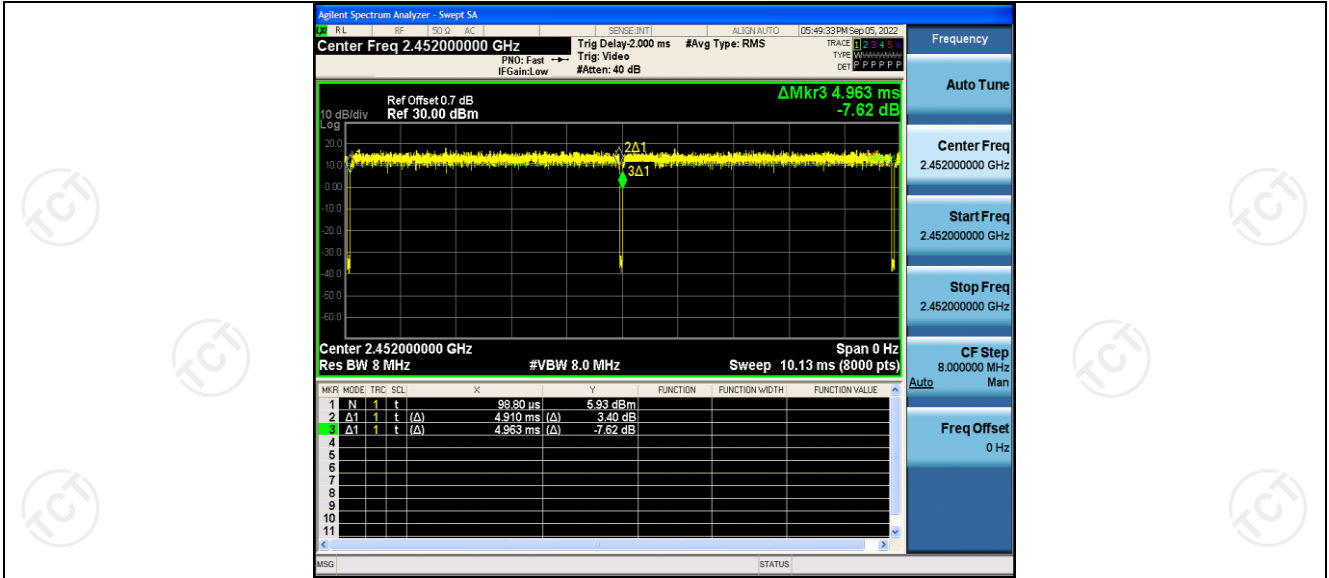 Agilent Spectrum Analyzer - Swept SA
RL RF 50 Ω AC SENSE:INT ALIGN AUTO 05:49:33 PM Sep 05, 2022
Center Freq 2.452000000 GHz
PNO: Fast
IFGain:Low
Trig Delay-2.000 ms
Trig: Video
#Atten: 40 dB
#Avg Type: RMS
TRACE 1 2 3 4 5 6
TYPE WWWWWW
DET P P P P P P
ΔMkr3 4.963 ms
-7.62 dB
Ref Offset 0.7 dB
10 dB/div Ref 30.00 dBm
Log
20.0
10.0
0.00
-10.0
-20.0
-30.0
-40.0
-50.0
-60.0
2Δ1
3Δ1
Center 2.452000000 GHz Span 0 Hz
Res BW 8 MHz #VBW 8.0 MHz Sweep 10.13 ms (8000 pts)
MKR MODE TRC SCL X Y FUNCTION FUNCTION WIDTH FUNCTION VALUE
1 N 1 t 98.80 µs 5.93 dBm
2 Δ1 1 t (Δ) 4.910 ms (Δ) 3.40 dB
3 Δ1 1 t (Δ) 4.963 ms (Δ) -7.62 dB
4
5
6
7
8
9
10
11
MSG STATUS
Frequency
Auto Tune
Center Freq
2.452000000 GHz
Start Freq
2.452000000 GHz
Stop Freq
2.452000000 GHz
CF Step
8.000000 MHz
Auto Man
Freq Offset
0 Hz
TCT
TCT
TCT
TCT
TCT
TCT